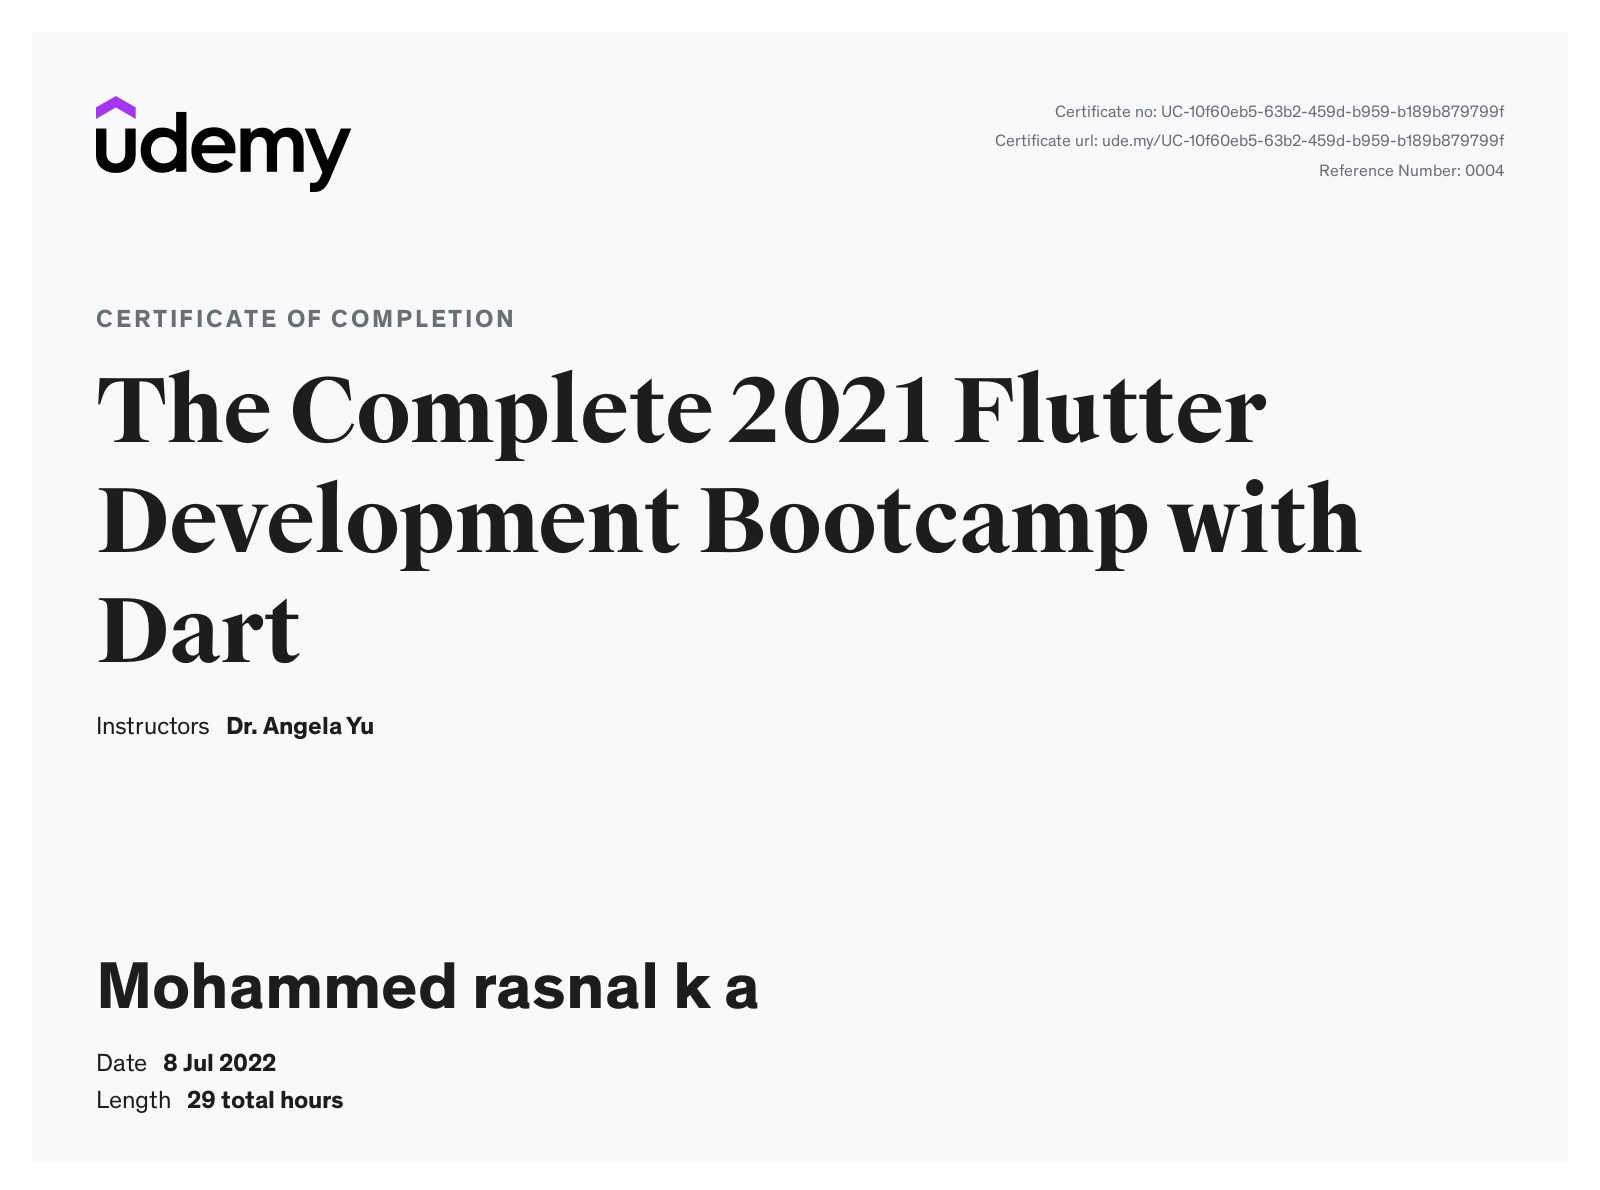 udemy
Certificate no: UC-10f60eb5-63b2-459d-b959-b189b879799f
Certificate url: ude.my/UC-10f60eb5-63b2-459d-b959-b189b879799f
Reference Number: 0004
CERTIFICATE OF COMPLETION
The Complete 2021 Flutter
Development Bootcamp with
Dart
Instructors Dr. Angela Yu
Mohammed rasnal k a
Date 8 Jul 2022
Length 29 total hours